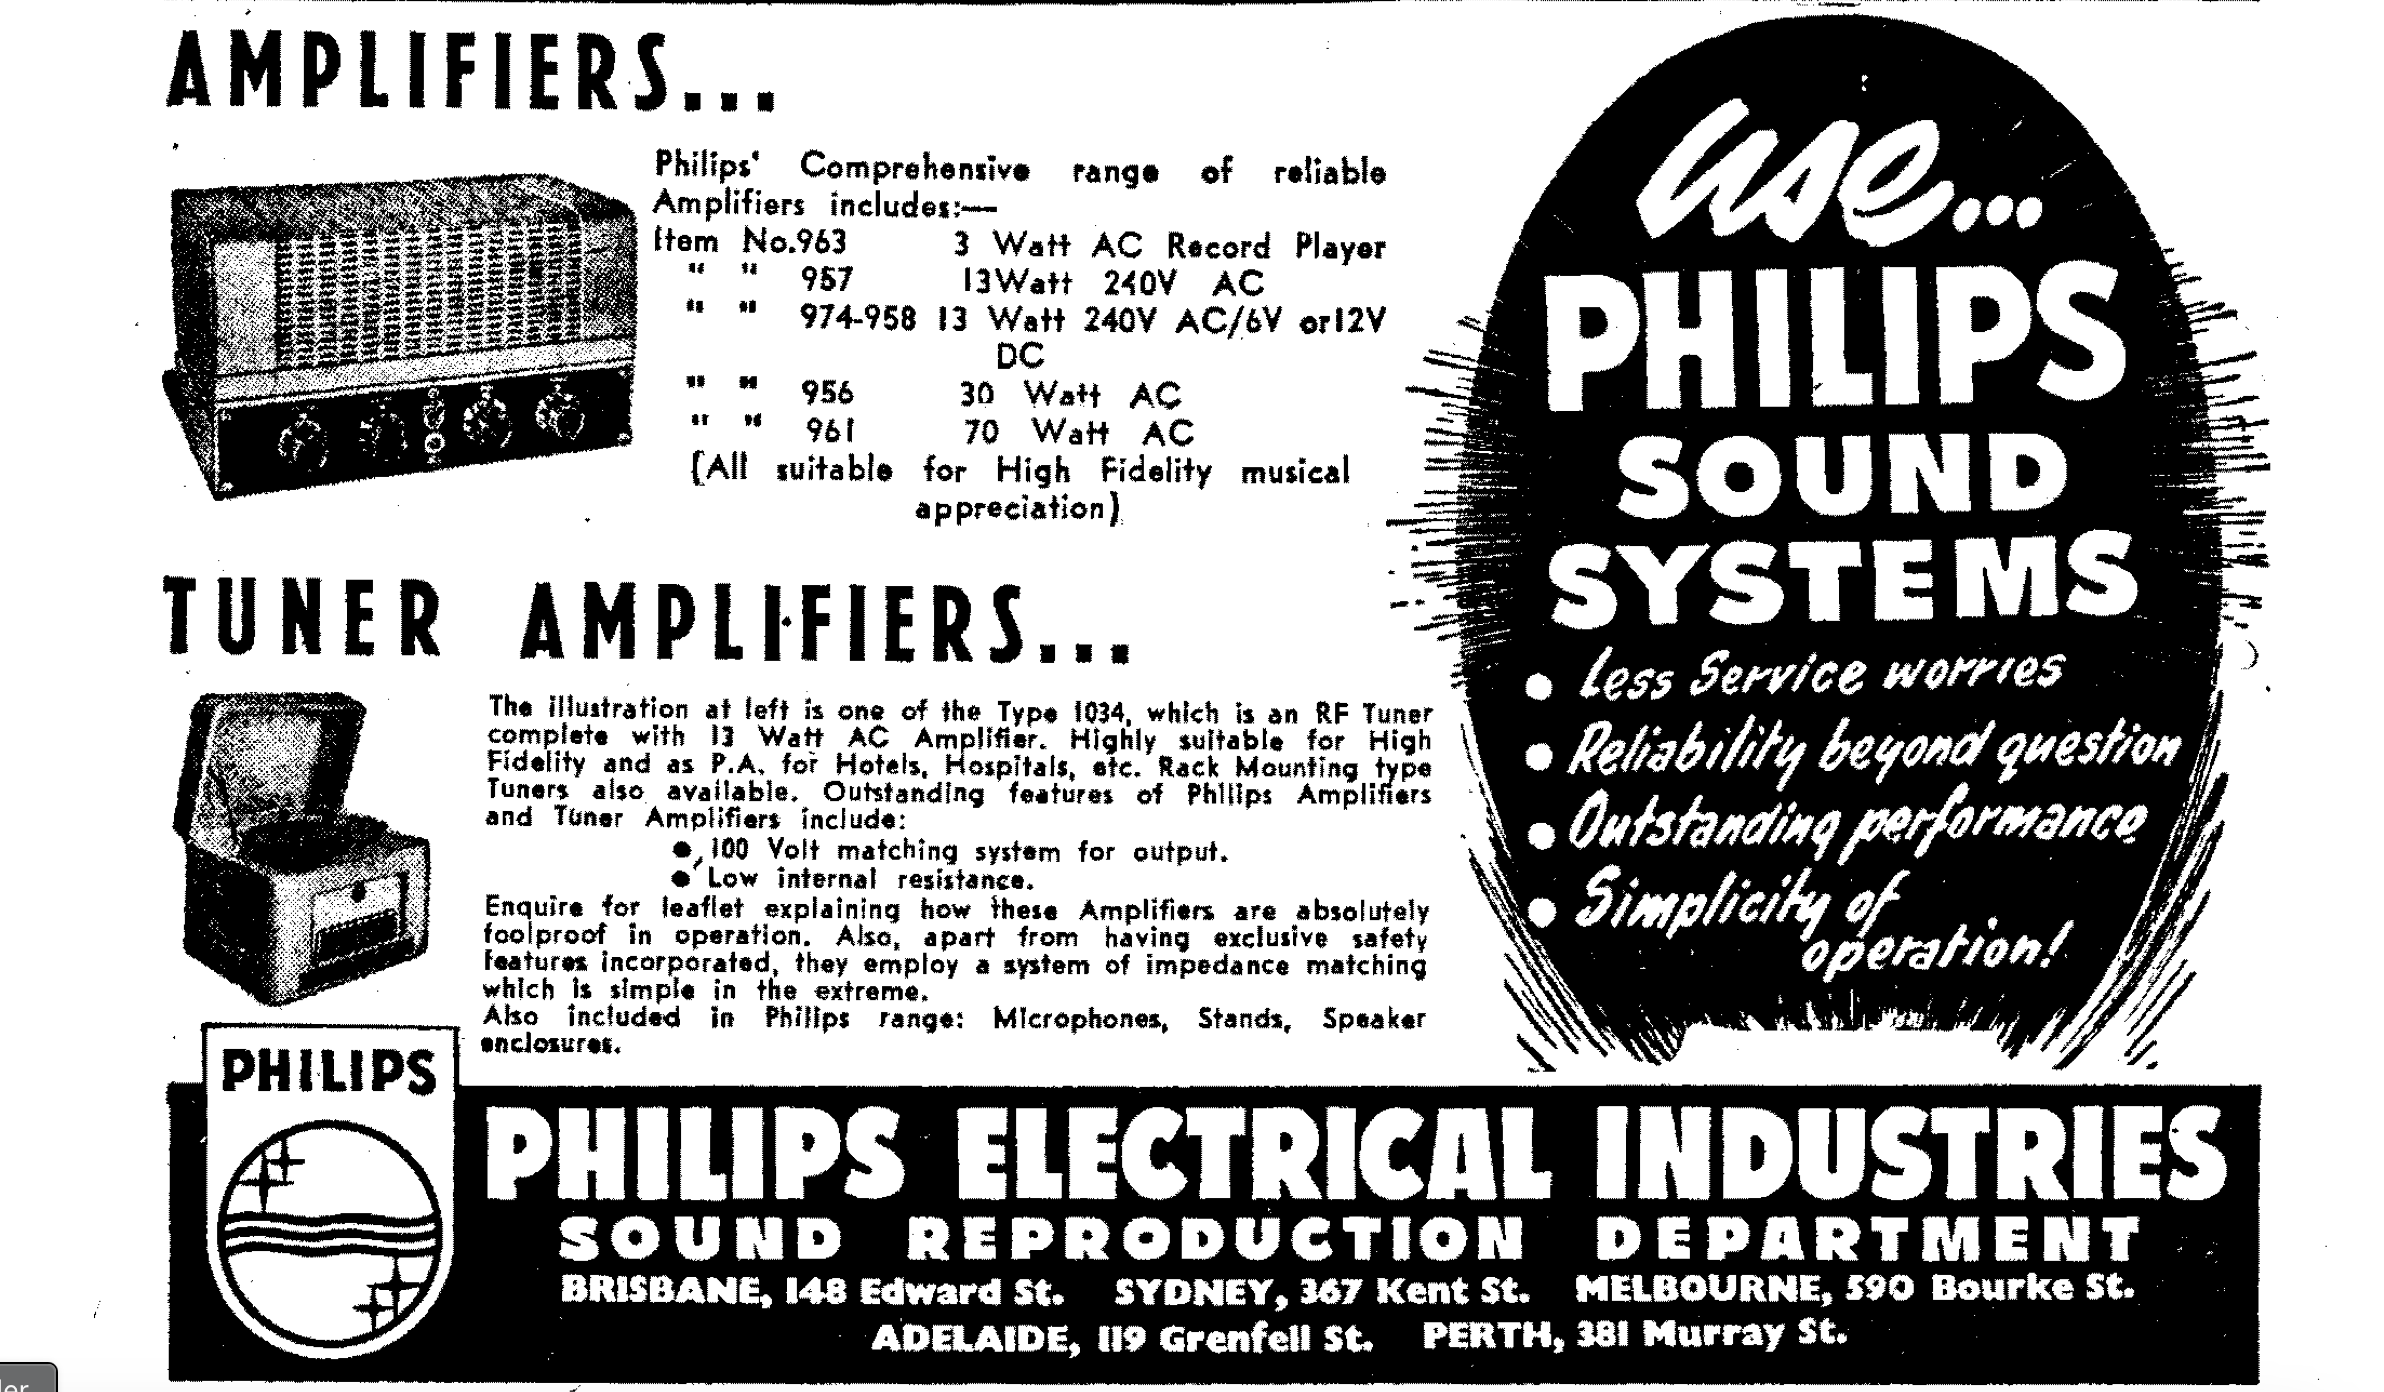 AMPLIFIERS...
Philips' Comprehensive range of reliable
Amplifiers includes:—
Item No.963 3 Watt AC Record Player
" " 957 13Watt 240V AC
" " 974-958 13 Watt 240V AC/6V or12V
DC
" " 956 30 Watt AC
" " 961 70 Watt AC
(All suitable for High Fidelity musical
appreciation)
TUNER AMPLIFIERS...
The illustration at left is one of the Type 1034, which is an RF Tuner
complete with 13 Watt AC Amplifier. Highly suitable for High
Fidelity and as P.A. for Hotels, Hospitals, etc. Rack Mounting type
Tuners also available. Outstanding features of Philips Amplifiers
and Tuner Amplifiers include:
● 100 Volt matching system for output.
● Low internal resistance.
Enquire for leaflet explaining how these Amplifiers are absolutely
foolproof in operation. Also, apart from having exclusive safety
features incorporated, they employ a system of impedance matching
which is simple in the extreme.
Also included in Philips range: Microphones, Stands, Speaker
enclosures.
use...
PHILIPS
SOUND
SYSTEMS
● Less Service worries
● Reliability beyond question
● Outstanding performance
● Simplicity of
operation!
PHILIPS
PHILIPS ELECTRICAL INDUSTRIES
SOUND REPRODUCTION DEPARTMENT
BRISBANE, 148 Edward St. SYDNEY, 367 Kent St. MELBOURNE, 590 Bourke St.
ADELAIDE, 119 Grenfell St. PERTH, 381 Murray St.